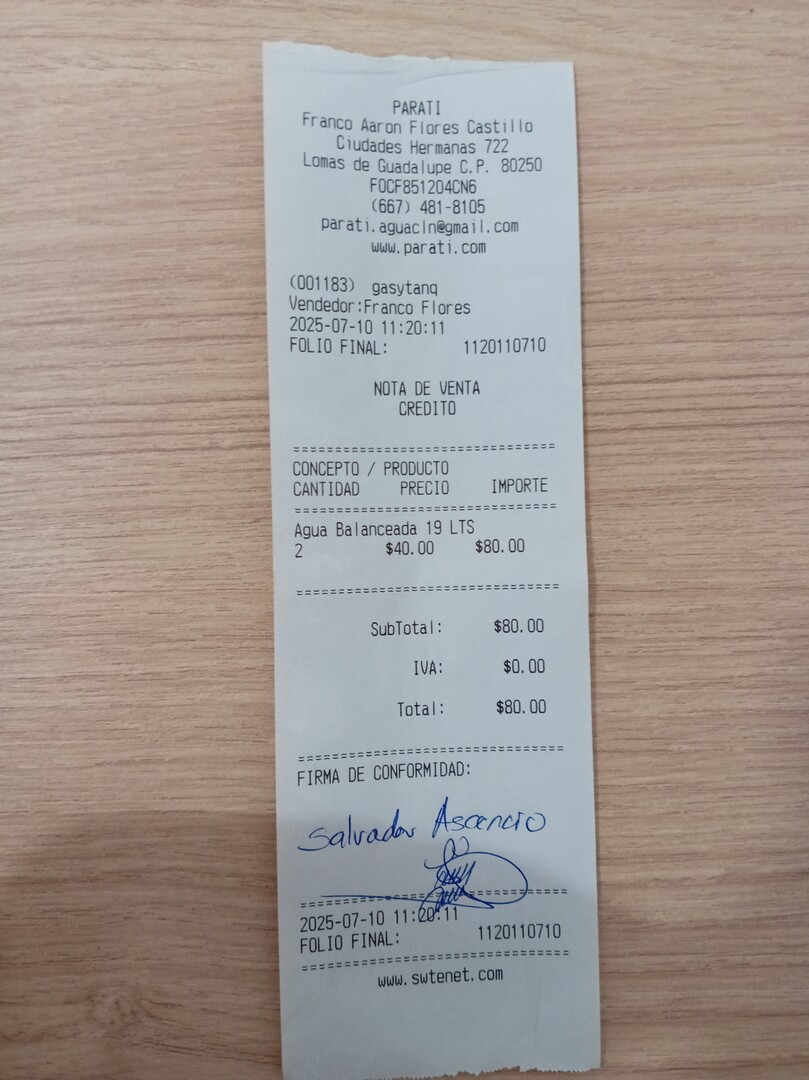 PARATI
Franco Aaron Flores Castillo
Ciudades Hermanas 722
Lomas de Guadalupe C.P. 80250
FOCF851204CN6
(667) 481-8105
parati.aguacln@gmail.com
www.parati.com
(001183) gasytanq
Vendedor:Franco Flores
2025-07-10 11:20:11
FOLIO FINAL: 1120110710
NOTA DE VENTA
CREDITO
================================
CONCEPTO / PRODUCTO
CANTIDAD PRECIO IMPORTE
================================
Agua Balanceada 19 LTS
2 $40.00 $80.00
================================
SubTotal: $80.00
IVA: $0.00
Total: $80.00
================================
FIRMA DE CONFORMIDAD:
Salvador Ascencio
================================
2025-07-10 11:20:11
FOLIO FINAL: 1120110710
================================
www.swtenet.com